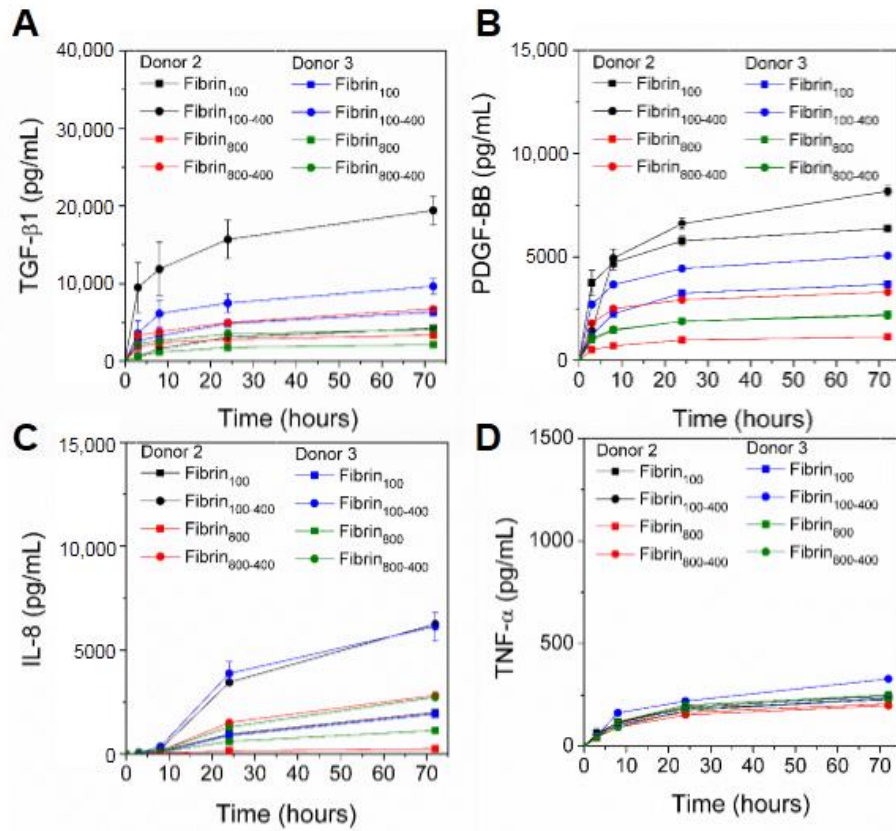 A
40,000
30,000
20,000
10,000
0
TGF-β1 (pg/mL)
Donor 2
Fibrin₁₀₀
Fibrin₁₀₀₋₄₀₀
Fibrin₈₀₀
Fibrin₈₀₀₋₄₀₀
Donor 3
Fibrin₁₀₀
Fibrin₁₀₀₋₄₀₀
Fibrin₈₀₀
Fibrin₈₀₀₋₄₀₀
0 10 20 30 40 50 60 70
Time (hours)
B
15,000
10,000
5000
0
PDGF-BB (pg/mL)
Donor 2
Fibrin₁₀₀
Fibrin₁₀₀₋₄₀₀
Fibrin₈₀₀
Fibrin₈₀₀₋₄₀₀
Donor 3
Fibrin₁₀₀
Fibrin₁₀₀₋₄₀₀
Fibrin₈₀₀
Fibrin₈₀₀₋₄₀₀
0 10 20 30 40 50 60 70
Time (hours)
C
15,000
10,000
5000
0
IL-8 (pg/mL)
Donor 2
Fibrin₁₀₀
Fibrin₁₀₀₋₄₀₀
Fibrin₈₀₀
Fibrin₈₀₀₋₄₀₀
Donor 3
Fibrin₁₀₀
Fibrin₁₀₀₋₄₀₀
Fibrin₈₀₀
Fibrin₈₀₀₋₄₀₀
0 10 20 30 40 50 60 70
Time (hours)
D
1500
1000
500
0
TNF-α (pg/mL)
Donor 2
Fibrin₁₀₀
Fibrin₁₀₀₋₄₀₀
Fibrin₈₀₀
Fibrin₈₀₀₋₄₀₀
Donor 3
Fibrin₁₀₀
Fibrin₁₀₀₋₄₀₀
Fibrin₈₀₀
Fibrin₈₀₀₋₄₀₀
0 10 20 30 40 50 60 70
Time (hours)